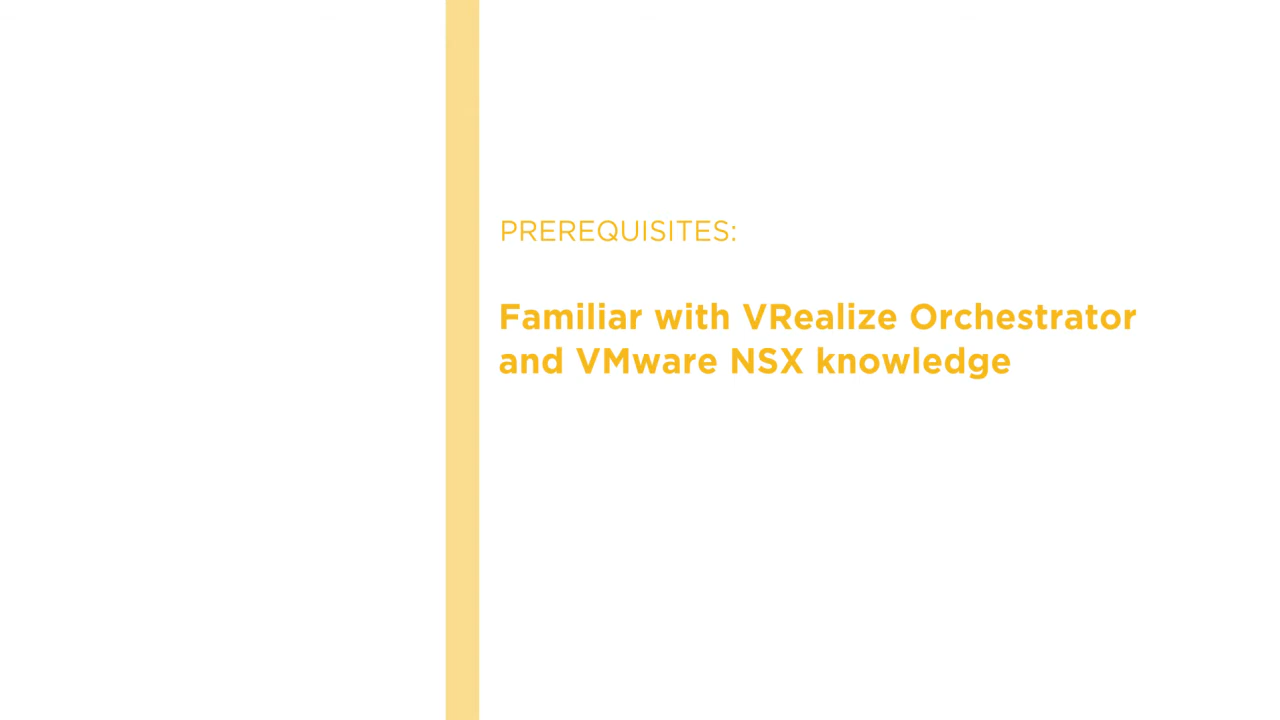 PREREQUISITES:
Familiar with VRealize Orchestrator
and VMware NSX knowledge